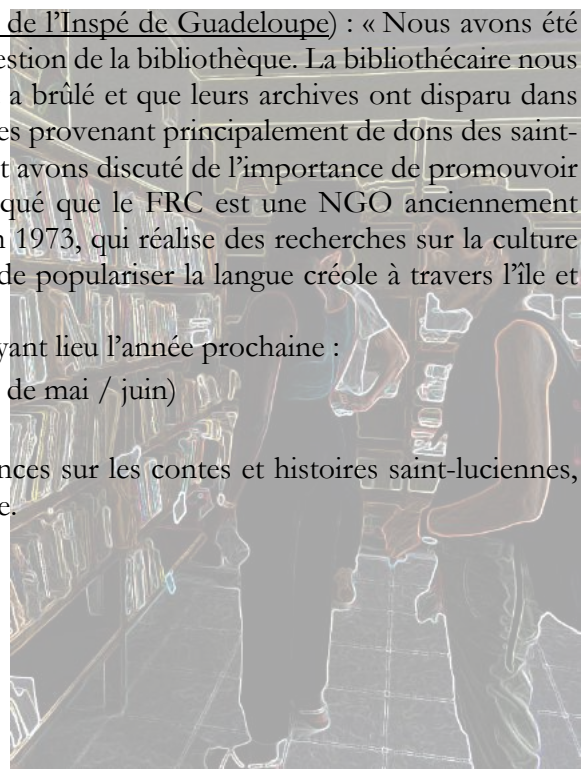 de l’Inspé de Guadeloupe) : « Nous avons été
estion de la bibliothèque. La bibliothécaire nous
a brûlé et que leurs archives ont disparu dans
es provenant principalement de dons des saint-
t avons discuté de l’importance de promouvoir
qué que le FRC est une NGO anciennement
n 1973, qui réalise des recherches sur la culture
de populariser la langue créole à travers l’île et
yant lieu l’année prochaine :
de mai / juin)
nces sur les contes et histoires saint-luciennes,
e.